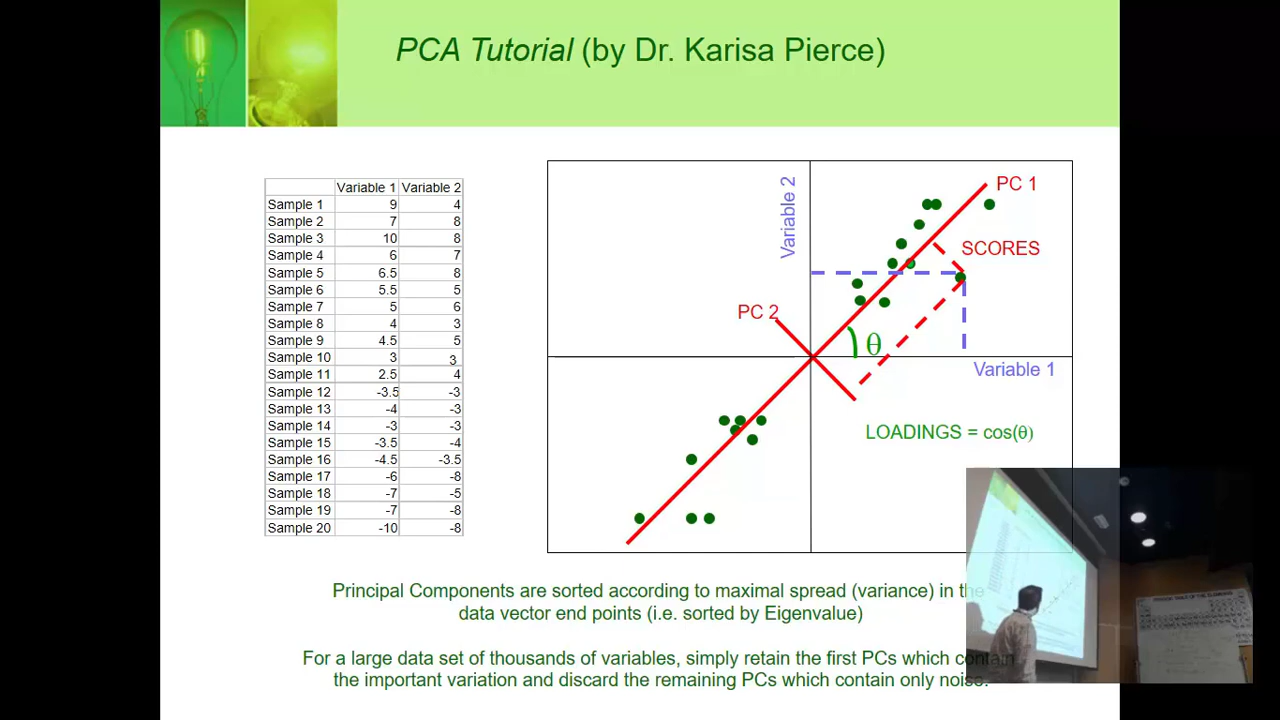 PCA Tutorial (by Dr. Karisa Pierce)
Variable 1 Variable 2
Sample 1 9 4
Sample 2 7 8
Sample 3 10 8
Sample 4 6 7
Sample 5 6.5 8
Sample 6 5.5 5
Sample 7 5 6
Sample 8 4 3
Sample 9 4.5 5
Sample 10 3 3
Sample 11 2.5 4
Sample 12 -3.5 -3
Sample 13 -4 -3
Sample 14 -3 -3
Sample 15 -3.5 -4
Sample 16 -4.5 -3.5
Sample 17 -6 -8
Sample 18 -7 -5
Sample 19 -7 -8
Sample 20 -10 -8
Variable 2
PC 1
SCORES
PC 2
θ
Variable 1
LOADINGS = cos(θ)
Principal Components are sorted according to maximal spread (variance) in the
data vector end points (i.e. sorted by Eigenvalue)
For a large data set of thousands of variables, simply retain the first PCs which contain
the important variation and discard the remaining PCs which contain only noise.
PERIODIC TABLE OF THE ELEMENTS